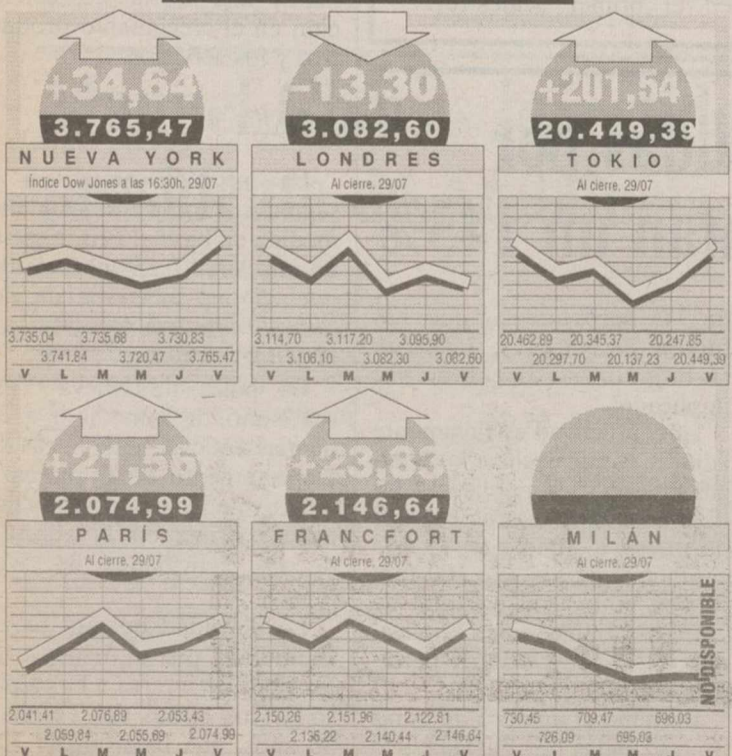 +34,64
3.765,47
NUEVA YORK
Índice Dow Jones a las 16:30h. 29/07
3.735,04 3.735,68 3.730,83
3.741,84 3.720,47 3.765,47
V L M M J V
-13,30
3.082,60
LONDRES
Al cierre, 29/07
3.114,70 3.117,20 3.095,90
3.106,10 3.082,30 3.082,60
V L M M J V
+201,54
20.449,39
TOKIO
Al cierre, 29/07
20.462,89 20.345,37 20.247,85
20.297,70 20.137,23 20.449,39
V L M M J V
+21,56
2.074,99
PARÍS
Al cierre, 29/07
2.041,41 2.076,89 2.053,43
2.059,84 2.055,69 2.074,99
V L M M J V
+23,83
2.146,64
FRANCFORT
Al cierre, 29/07
2.150,26 2.151,96 2.122,81
2.136,22 2.140,44 2.146,64
V L M M J V
MILÁN
Al cierre, 29/07
NO DISPONIBLE
730,45 709,47 696,03
726,09 695,03
V L M M J V